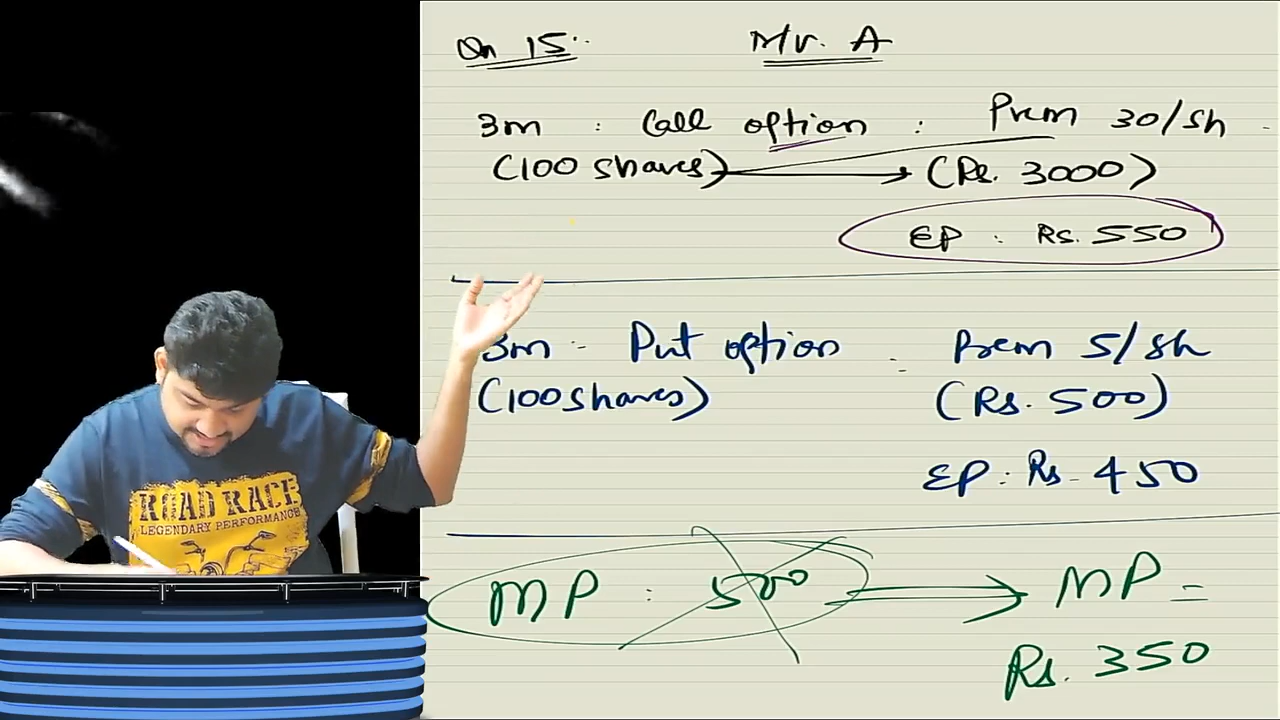 On 15. Mr. A
3m : Call option : Prem 30/sh
(100 shares) (Rs. 3000)
EP : Rs. 550
3m - Put option - Prem 5/sh
(100 shares) (Rs. 500)
EP : Rs - 450
MP : 500 MP =
Rs. 350
ROAD RACE
LEGENDARY PERFORMANCE